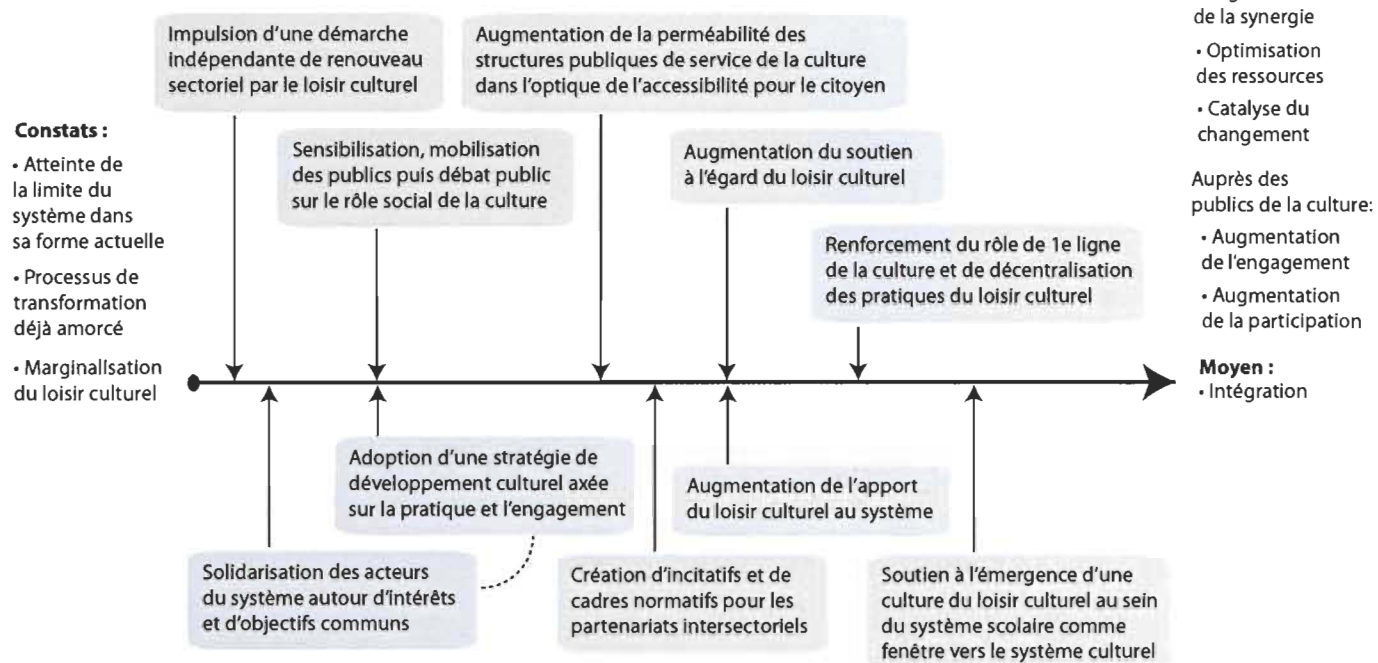 Constats :
• Atteinte de
la limite du
système dans
sa forme actuelle
• Processus de
transformation
déjà amorcé
• Marginalisation
du loisir culturel
Impulsion d'une démarche
indépendante de renouveau
sectoriel par le loisir culturel
Augmentation de la perméabilité des
structures publiques de service de la culture
dans l'optique de l'accessibilité pour le citoyen
Sensibilisation, mobilisation
des publics puis débat public
sur le rôle social de la culture
Augmentation du soutien
à l'égard du loisir culturel
Renforcement du rôle de 1e ligne
de la culture et de décentralisation
des pratiques du loisir culturel
Adoption d'une stratégie de
développement culturel axée
sur la pratique et l'engagement
Augmentation de l'apport
du loisir culturel au système
Solidarisation des acteurs
du système autour d'intérêts
et d'objectifs communs
Création d'incitatifs et de
cadres normatifs pour les
partenariats intersectoriels
Soutien à l'émergence d'une
culture du loisir culturel au sein
du système scolaire comme
fenêtre vers le système culturel
de la synergie
• Optimisation
des ressources
• Catalyse du
changement
Auprès des
publics de la culture:
• Augmentation
de l'engagement
• Augmentation
de la participation
Moyen :
• Intégration